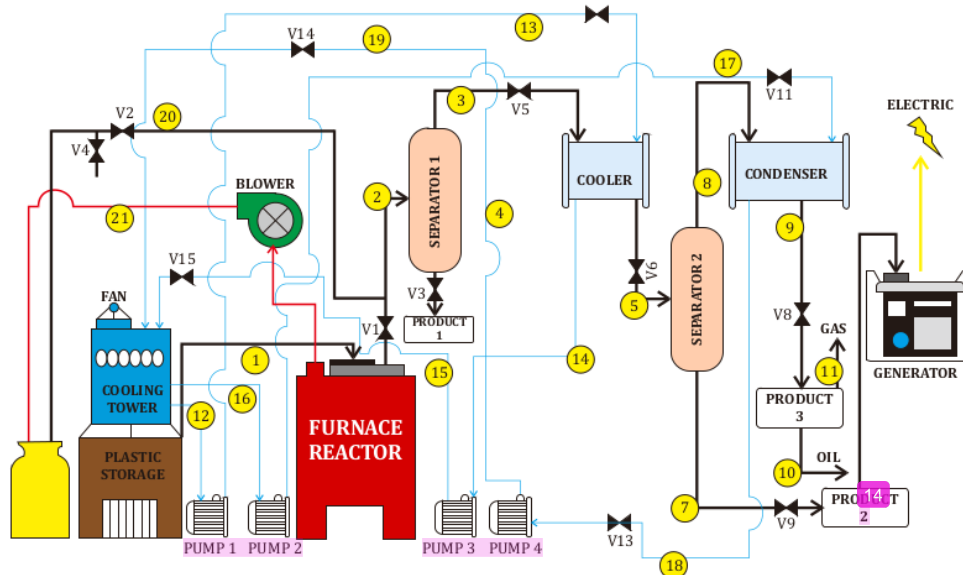 13
V14
19
17
V2
20
3
V5
V11
ELECTRIC
V4
SEPARATOR 1
COOLER
CONDENSER
BLOWER
2
8
21
4
9
V15
V6
SEPARATOR 2
FAN
V3
5
PRODUCT
1
V1
V8
GAS
1
14
15
11
GENERATOR
COOLING
TOWER
16
12
PRODUCT
3
FURNACE
REACTOR
PLASTIC
STORAGE
OIL
10
7
V9
14
2
PUMP 1
PUMP 2
PUMP 3
PUMP 4
V13
18